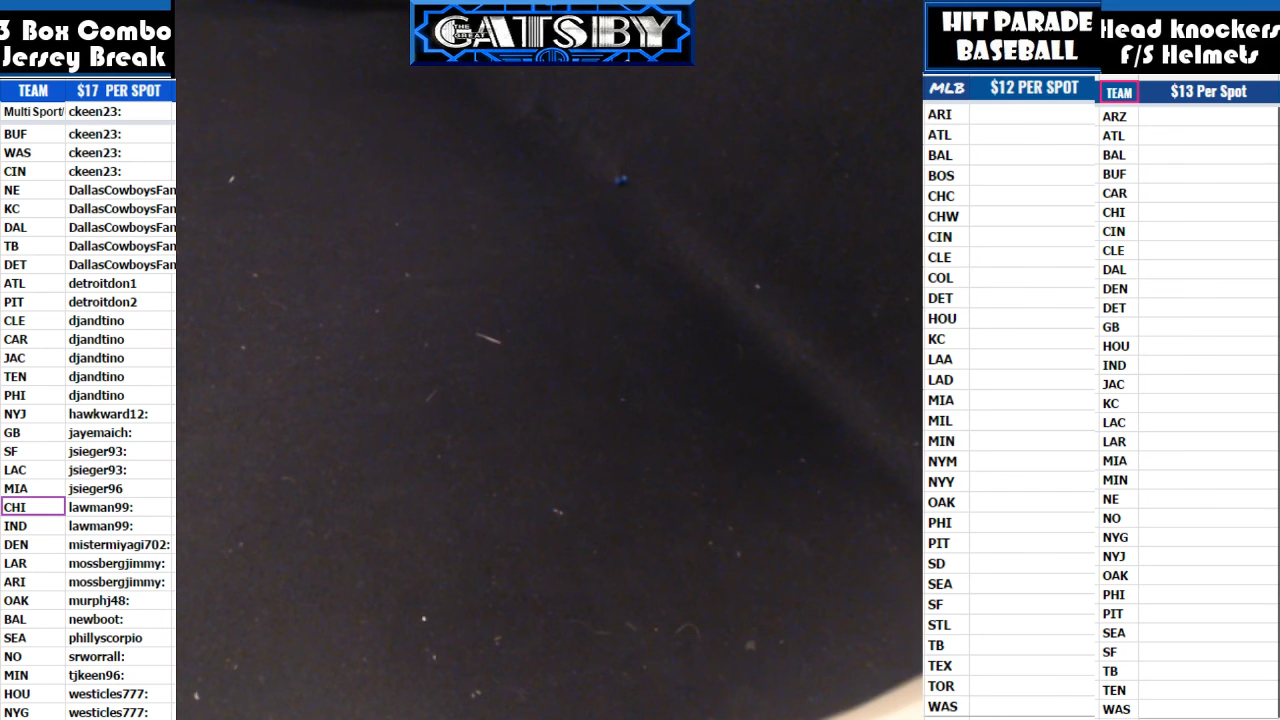 3 Box Combo
Jersey Break
TEAM $17 PER SPOT
Multi Sport/ ckeen23:
BUF ckeen23:
WAS ckeen23:
CIN ckeen23:
NE DallasCowboysFan
KC DallasCowboysFan
DAL DallasCowboysFan
TB DallasCowboysFan
DET DallasCowboysFan
ATL detroitdon1
PIT detroitdon2
CLE djandtino
CAR djandtino
JAC djandtino
TEN djandtino
PHI djandtino
NYJ hawkward12:
GB jayemaich:
SF jsieger93:
LAC jsieger93:
MIA jsieger96
CHI lawman99:
IND lawman99:
DEN mistermiyagi702:
LAR mossbergjimmy:
ARI mossbergjimmy:
OAK murphj48:
BAL newboot:
SEA phillyscorpio
NO srworrall:
MIN tjkeen96:
HOU westicles777:
NYG westicles777:
THE GREAT
GATSBY
HIT PARADE
BASEBALL
MLB $12 PER SPOT
ARI
ATL
BAL
BOS
CHC
CHW
CIN
CLE
COL
DET
HOU
KC
LAA
LAD
MIA
MIL
MIN
NYM
NYY
OAK
PHI
PIT
SD
SEA
SF
STL
TB
TEX
TOR
WAS
Head knockers
F/S Helmets
TEAM $13 Per Spot
ARZ
ATL
BAL
BUF
CAR
CHI
CIN
CLE
DAL
DEN
DET
GB
HOU
IND
JAC
KC
LAC
LAR
MIA
MIN
NE
NO
NYG
NYJ
OAK
PHI
PIT
SEA
SF
TB
TEN
WAS